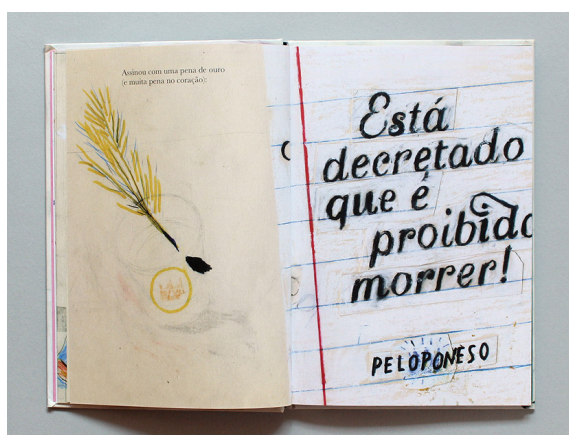 Assinou com uma pena de ouro
(e muita pena no coração):
Está
decretado
que é
proibido
morrer!
PELOPONESO